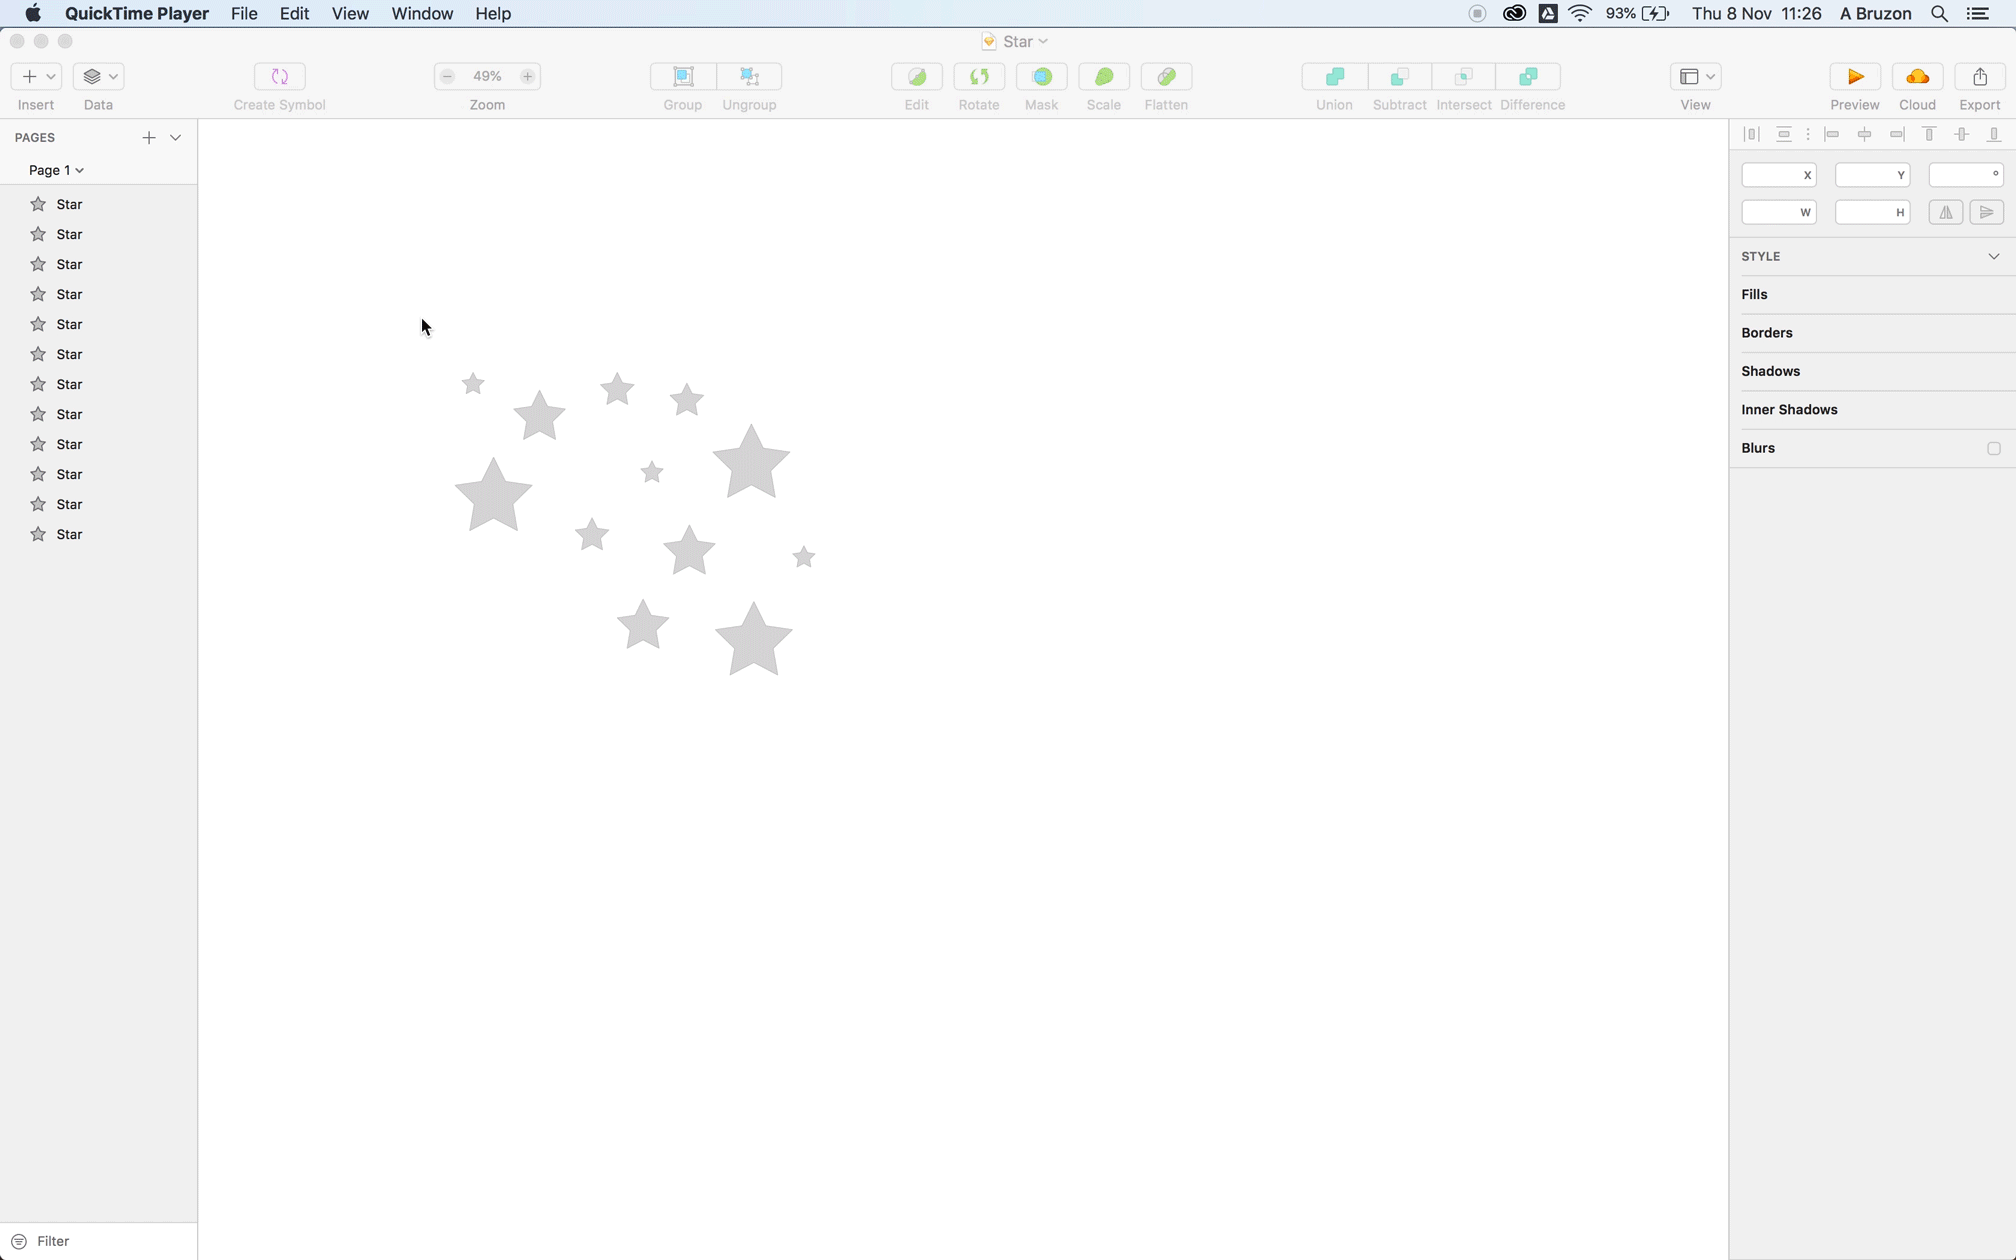 QuickTime Player File Edit View Window Help 93% Thu 8 Nov 11:26 A Bruzon
Star
49%
Insert Data Create Symbol Zoom Group Ungroup Edit Rotate Mask Scale Flatten Union Subtract Intersect Difference View Preview Cloud Export
PAGES
Page 1
Star
Star
Star
Star
Star
Star
Star
Star
Star
Star
Star
Star
Filter
X Y °
W H
STYLE
Fills
Borders
Shadows
Inner Shadows
Blurs